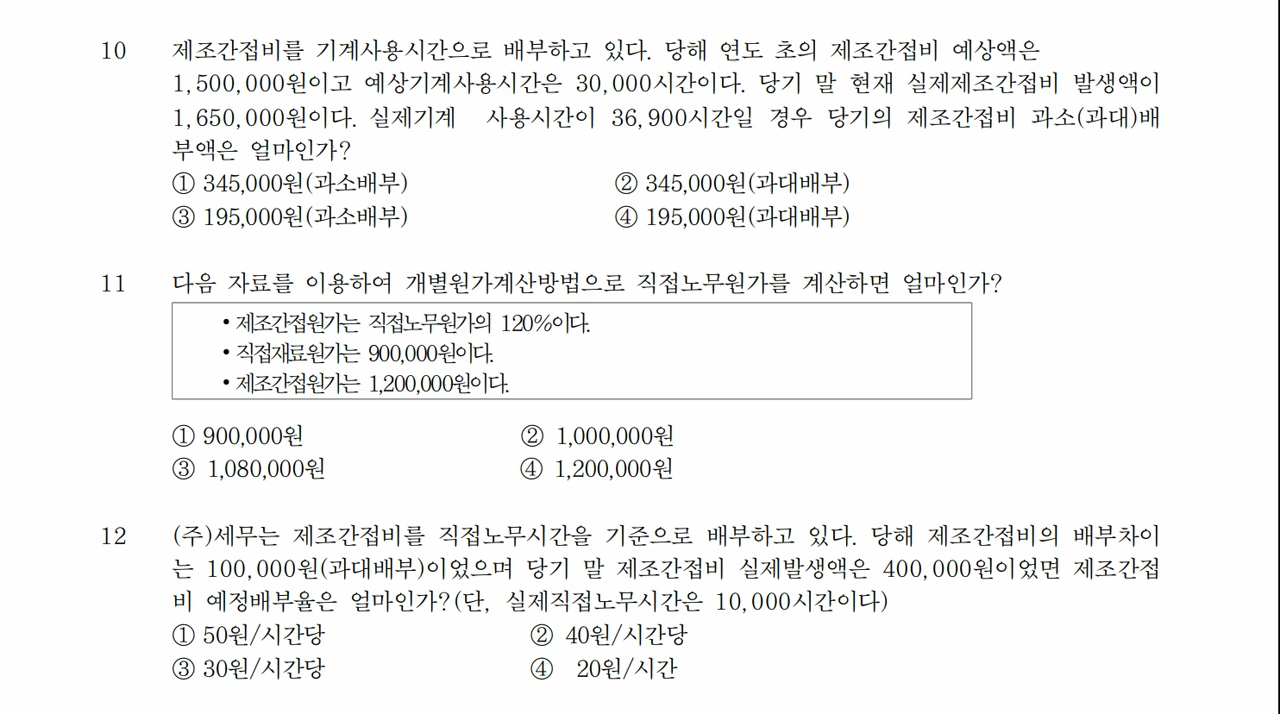 10 제조간접비를 기계사용시간으로 배부하고 있다. 당해 연도 초의 제조간접비 예상액은
1,500,000원이고 예상기계사용시간은 30,000시간이다. 당기 말 현재 실제제조간접비 발생액이
1,650,000원이다. 실제기계 사용시간이 36,900시간일 경우 당기의 제조간접비 과소(과대)배
부액은 얼마인가?
① 345,000원(과소배부) ② 345,000원(과대배부)
③ 195,000원(과소배부) ④ 195,000원(과대배부)
11 다음 자료를 이용하여 개별원가계산방법으로 직접노무원가를 계산하면 얼마인가?
• 제조간접원가는 직접노무원가의 120%이다.
• 직접재료원가는 900,000원이다.
• 제조간접원가는 1,200,000원이다.
① 900,000원 ② 1,000,000원
③ 1,080,000원 ④ 1,200,000원
12 (주)세무는 제조간접비를 직접노무시간을 기준으로 배부하고 있다. 당해 제조간접비의 배부차이
는 100,000원(과대배부)이었으며 당기 말 제조간접비 실제발생액은 400,000원이었면 제조간접
비 예정배부율은 얼마인가?(단, 실제직접노무시간은 10,000시간이다)
① 50원/시간당 ② 40원/시간당
③ 30원/시간당 ④ 20원/시간